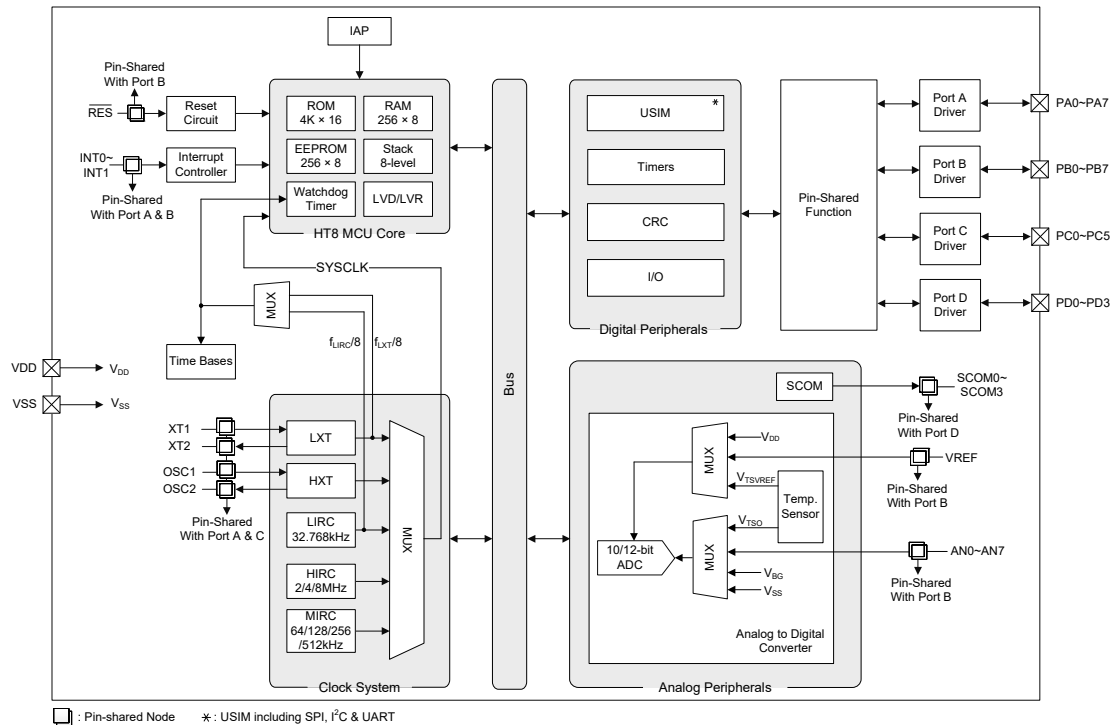 IAP
Pin-Shared
With Port B
RES
Reset
Circuit
INT0~
INT1
Interrupt
Controller
Pin-Shared
With Port A & B
ROM
4K × 16
RAM
256 × 8
EEPROM
256 × 8
Stack
8-level
Watchdog
Timer
LVD/LVR
HT8 MCU Core
SYSCLK
MUX
Time Bases
fLIRC/8
fLXT/8
VDD
VDD
VSS
VSS
XT1
XT2
OSC1
OSC2
Pin-Shared
With Port A & C
LXT
HXT
LIRC
32.768kHz
HIRC
2/4/8MHz
MIRC
64/128/256
/512kHz
MUX
Clock System
Bus
USIM
*
Timers
CRC
I/O
Digital Peripherals
Pin-Shared
Function
Port A
Driver
PA0~PA7
Port B
Driver
PB0~PB7
Port C
Driver
PC0~PC5
Port D
Driver
PD0~PD3
SCOM
SCOM0~
SCOM3
Pin-Shared
With Port D
MUX
VDD
VREF
Pin-Shared
With Port B
VTSVREF
Temp.
Sensor
VTSO
10/12-bit
ADC
MUX
AN0~AN7
Pin-Shared
With Port B
VBG
VSS
Analog to Digital
Converter
Analog Peripherals
: Pin-shared Node
* : USIM including SPI, I²C & UART